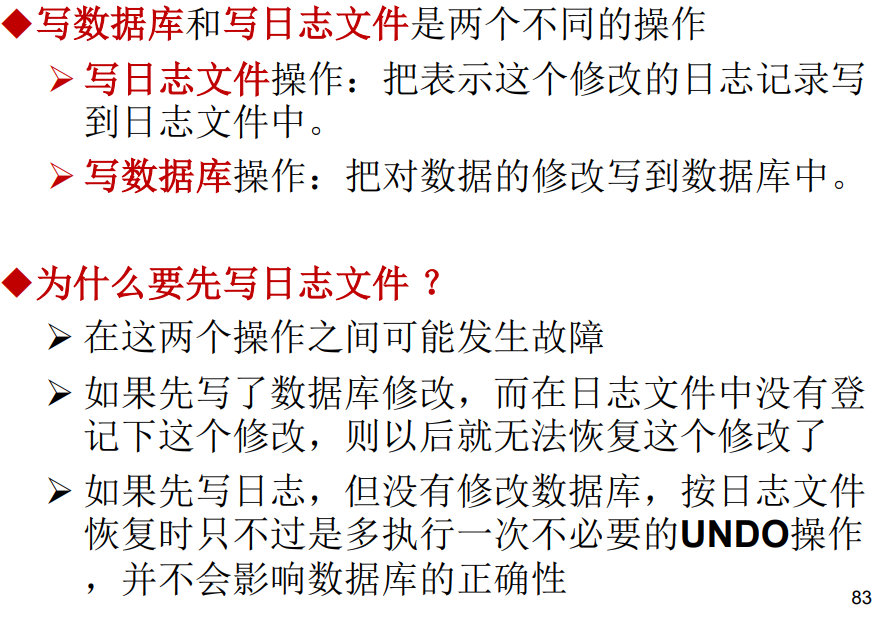 ◆写数据库和写日志文件是两个不同的操作
➢写日志文件操作：把表示这个修改的日志记录写
到日志文件中。
➢写数据库操作：把对数据的修改写到数据库中。
◆为什么要先写日志文件？
➢在这两个操作之间可能发生故障
➢如果先写了数据库修改，而在日志文件中没有登
记下这个修改，则以后就无法恢复这个修改了
➢如果先写日志，但没有修改数据库，按日志文件
恢复时只不过是多执行一次不必要的UNDO操作
，并不会影响数据库的正确性
83